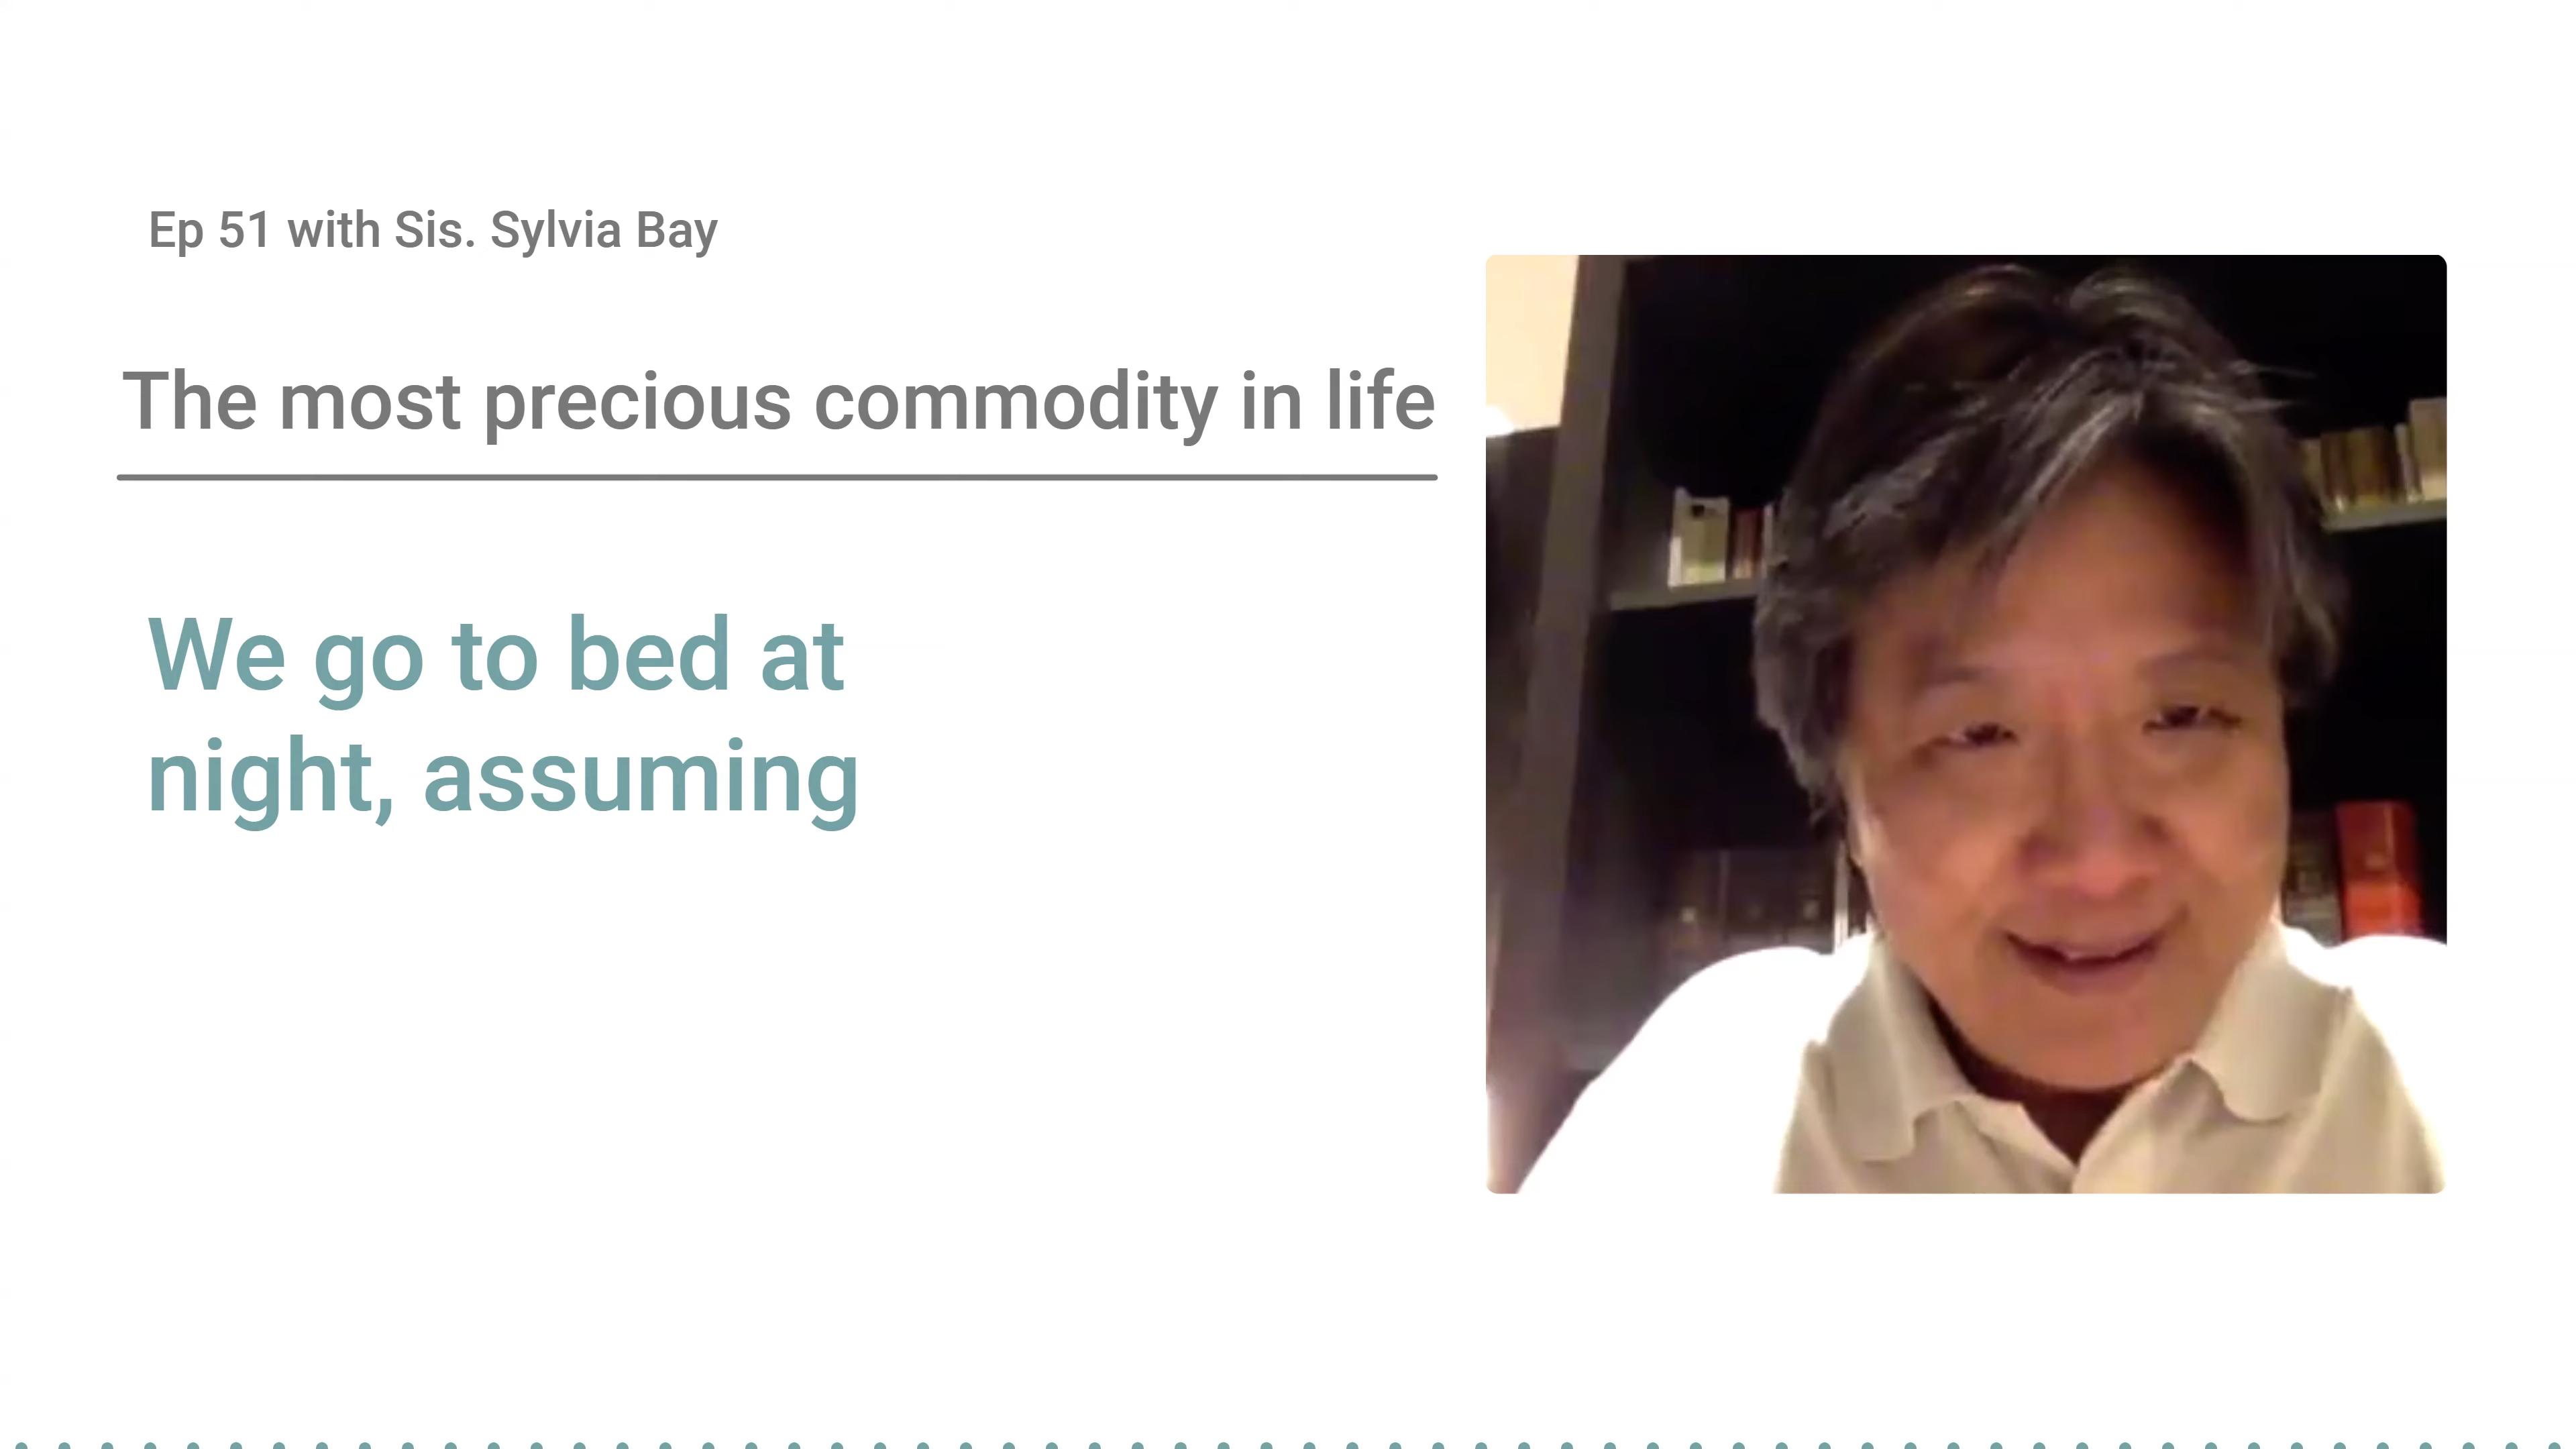 Ep 51 with Sis. Sylvia Bay
The most precious commodity in life
We go to bed at
night, assuming